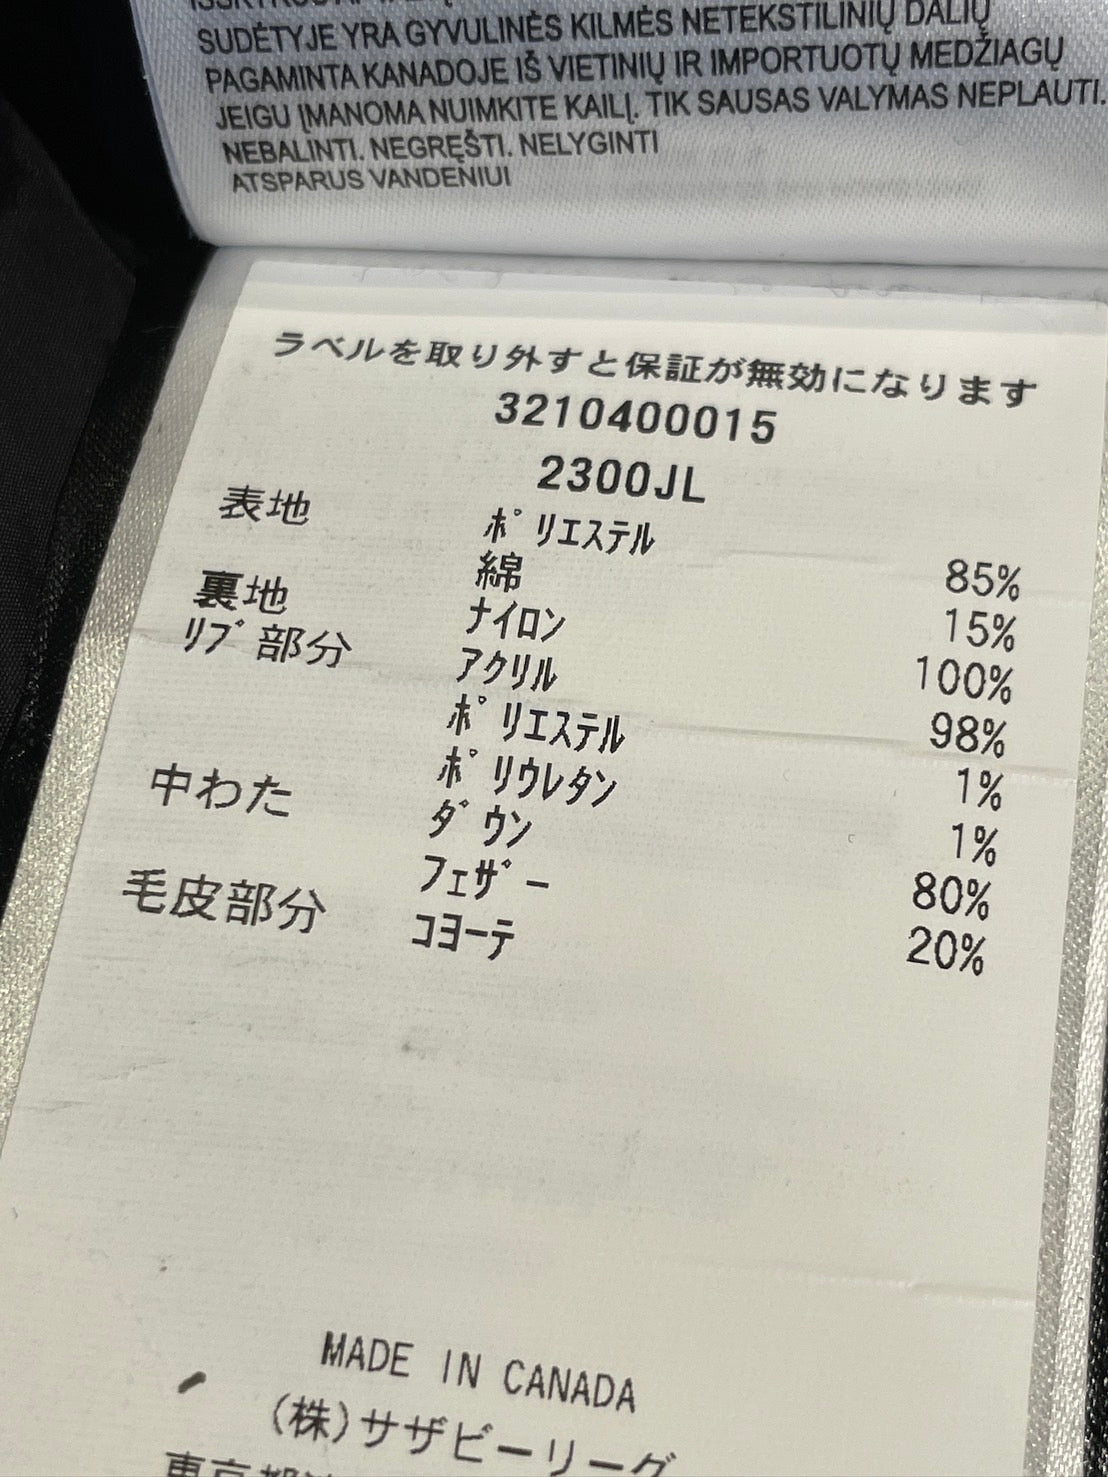 SUDĖTYJE YRA GYVULINĖS KILMĖS NETEKSTILINIŲ DALIŲ
PAGAMINTA KANADOJE IŠ VIETINIŲ IR IMPORTUOTŲ MEDŽIAGŲ
JEIGU ĮMANOMA NUIMKITE KAILĮ. TIK SAUSAS VALYMAS NEPLAUTI.
NEBALINTI. NEGRĘŠTI. NELYGINTI
ATSPARUS VANDENIUI
ラベルを取り外すと保証が無効になります
3210400015
2300JL
表地 ﾎﾟﾘｴｽﾃﾙ 85%
綿 15%
裏地 ﾅｲﾛﾝ 100%
ﾘﾌﾞ部分 ｱｸﾘﾙ 98%
ﾎﾟﾘｴｽﾃﾙ 1%
ﾎﾟﾘｳﾚﾀﾝ 1%
中わた ﾀﾞｳﾝ 80%
ﾌｪｻﾞｰ 20%
毛皮部分 ｺﾖｰﾃ
MADE IN CANADA
(株)サザビーリーグ
東京都